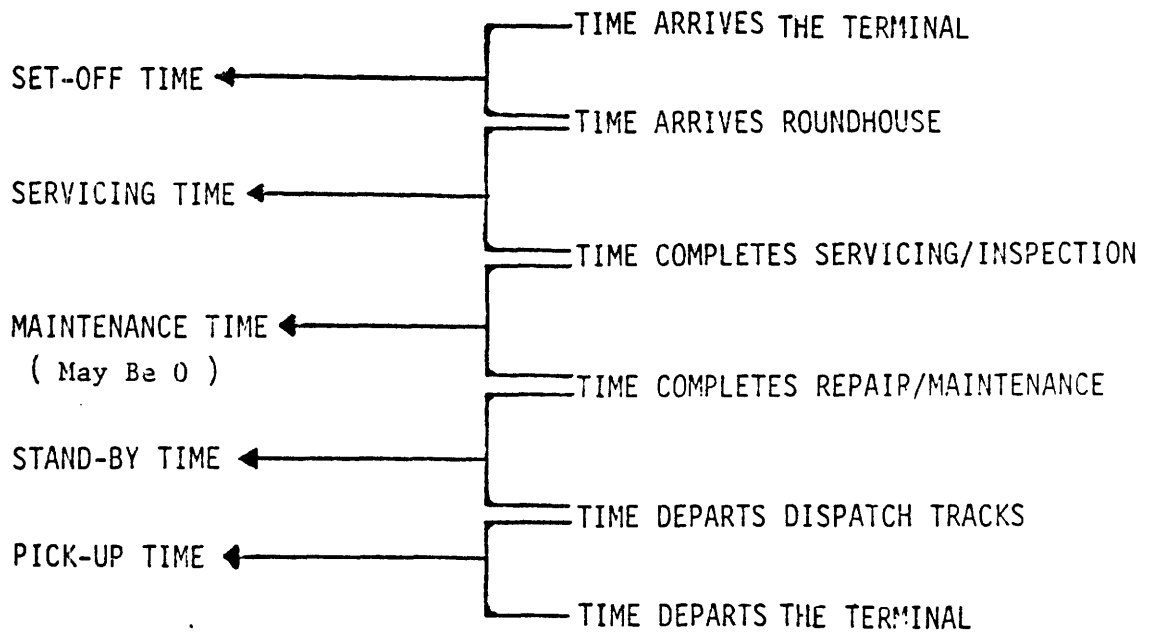 TIME ARRIVES THE TERMINAL
SET-OFF TIME
TIME ARRIVES ROUNDHOUSE
SERVICING TIME
TIME COMPLETES SERVICING/INSPECTION
MAINTENANCE TIME
( May Be 0 )
TIME COMPLETES REPAIR/MAINTENANCE
STAND-BY TIME
TIME DEPARTS DISPATCH TRACKS
PICK-UP TIME
TIME DEPARTS THE TERMINAL